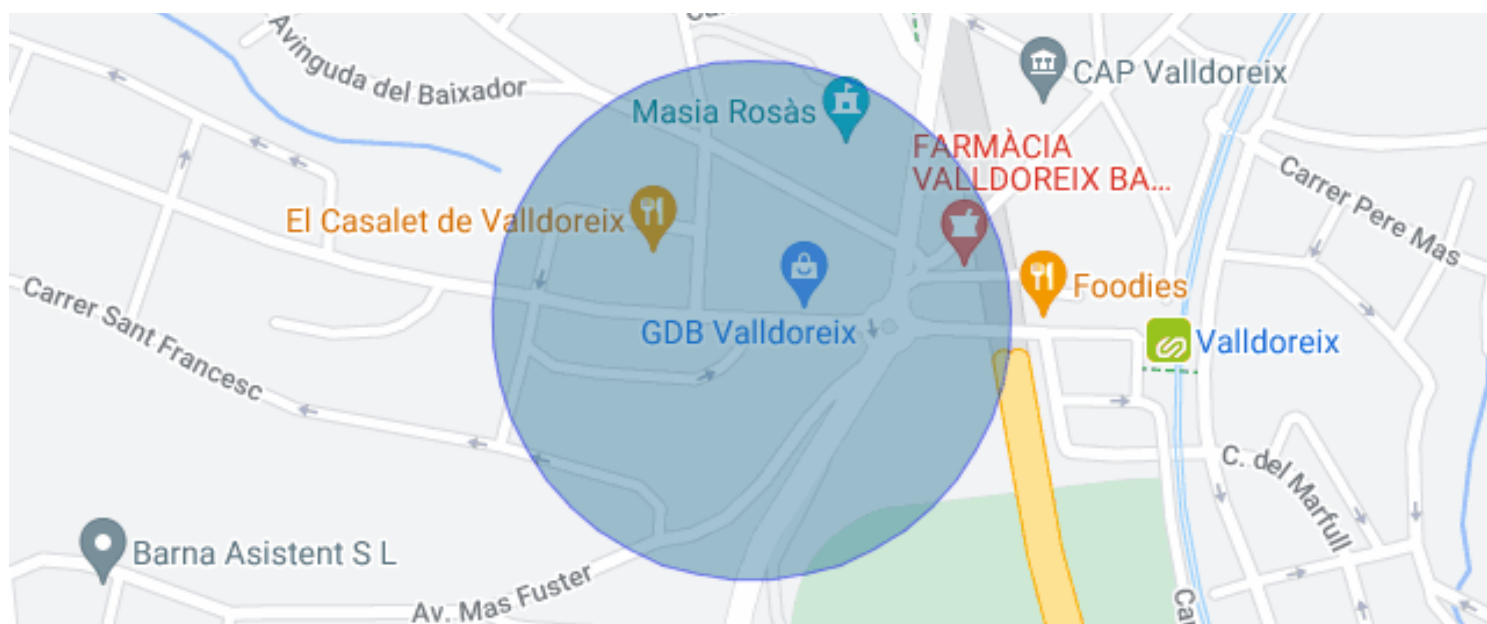 Avinguda del Baixador
Masia Rosàs
CAP Valldoreix
FARMÀCIA
VALLDOREIX BA...
Carrer Pere Mas
El Casalet de Valldoreix
Foodies
Carrer Sant Francesc
GDB Valldoreix
Valldoreix
C. del Marfull
Barna Asistent S L
Av. Mas Fuster